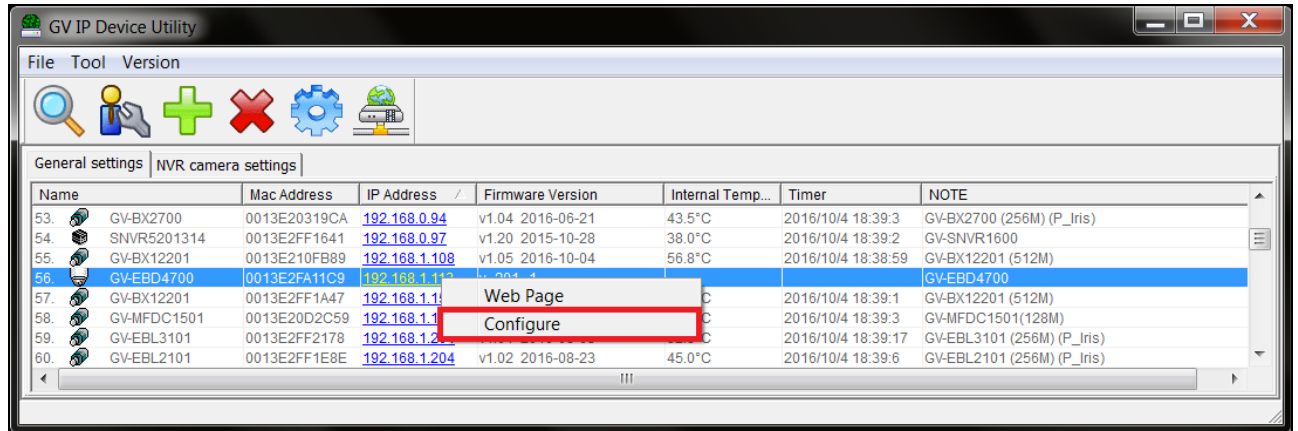 GV IP Device Utility
File Tool Version
General settings NVR camera settings
Name Mac Address IP Address Firmware Version Internal Temp... Timer NOTE
53. GV-BX2700 0013E20319CA 192.168.0.94 v1.04 2016-06-21 43.5°C 2016/10/4 18:39:3 GV-BX2700 (256M) (P_Iris)
54. SNVR5201314 0013E2FF1641 192.168.0.97 v1.20 2015-10-28 38.0°C 2016/10/4 18:39:2 GV-SNVR1600
55. GV-BX12201 0013E210FB89 192.168.1.108 v1.05 2016-10-04 56.8°C 2016/10/4 18:38:59 GV-BX12201 (512M)
56. GV-EBD4700 0013E2FA11C9 GV-EBD4700
57. GV-BX12201 0013E2FF1A47 Web Page 2016/10/4 18:39:1 GV-BX12201 (512M)
58. GV-MFDC1501 0013E20D2C59 Configure 2016/10/4 18:39:3 GV-MFDC1501(128M)
59. GV-EBL3101 0013E2FF2178 2016/10/4 18:39:17 GV-EBL3101 (256M) (P_Iris)
60. GV-EBL2101 0013E2FF1E8E 192.168.1.204 v1.02 2016-08-23 45.0°C 2016/10/4 18:39:6 GV-EBL2101 (256M) (P_Iris)